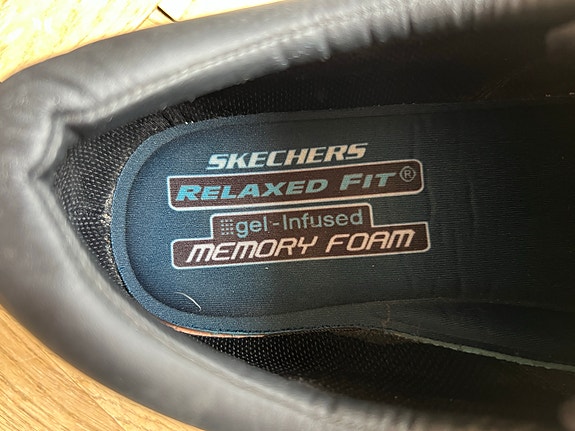 SKECHERS
RELAXED FIT®
gel-Infused
MEMORY FOAM